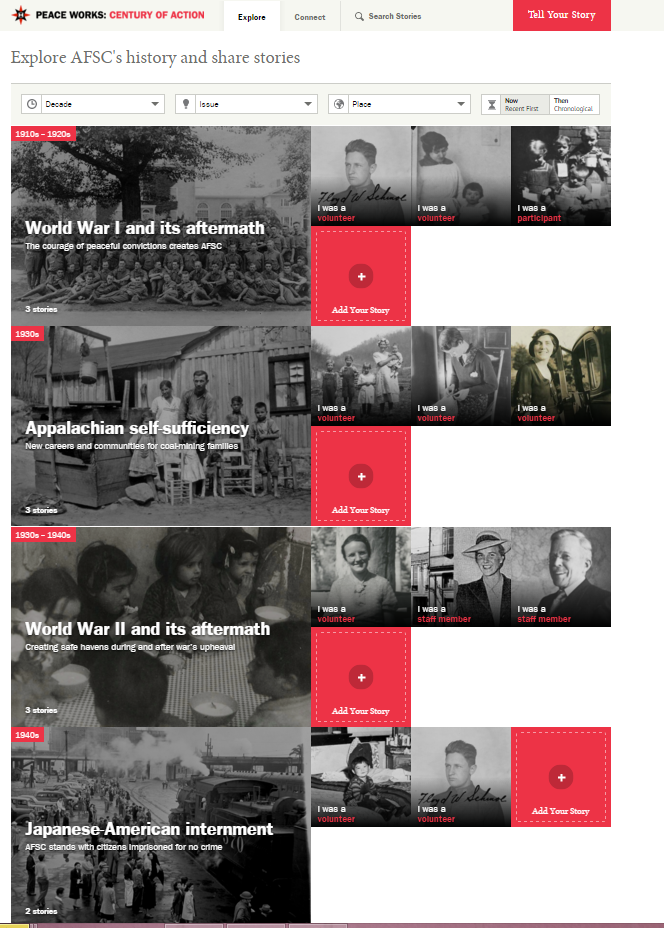 PEACE WORKS: CENTURY OF ACTION
Explore
Connect
Search Stories
Tell Your Story
Explore AFSC's history and share stories
Decade
Issue
Place
Now
Recent First
Then
Chronological
1910s – 1920s
World War I and its aftermath
The courage of peaceful convictions creates AFSC
3 stories
I was a
volunteer
I was a
volunteer
I was a
participant
Add Your Story
1930s
Appalachian self-sufficiency
New careers and communities for coal-mining families
3 stories
I was a
volunteer
I was a
volunteer
I was a
volunteer
Add Your Story
1930s – 1940s
World War II and its aftermath
Creating safe havens during and after war's upheaval
3 stories
I was a
volunteer
I was a
staff member
I was a
staff member
Add Your Story
1940s
Japanese-American internment
AFSC stands with citizens imprisoned for no crime
2 stories
I was a
volunteer
I was a
volunteer
Add Your Story